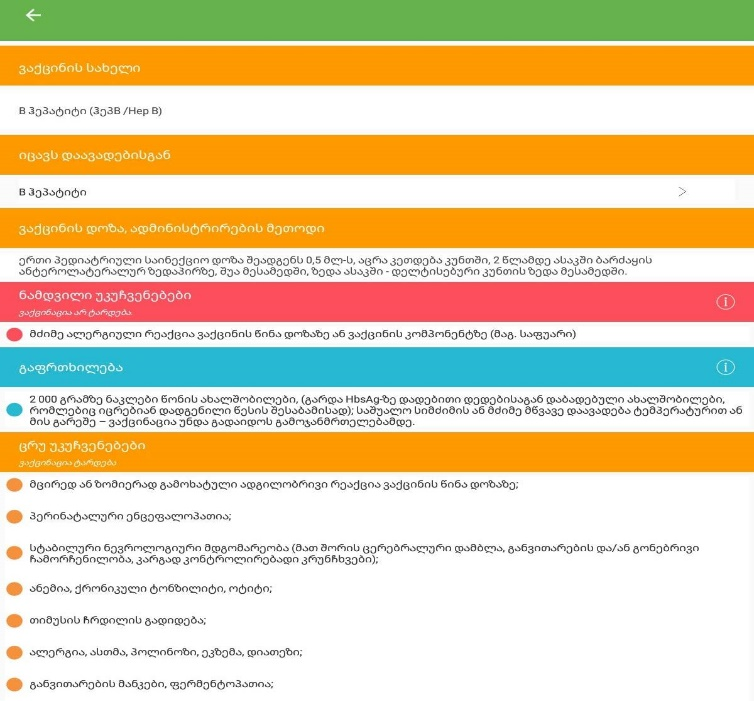 ვაქცინის სახელი
B ჰეპატიტი (ჰეპB /Hep B)
იცავს დაავადებისგან
B ჰეპატიტი
ვაქცინის დოზა, ადმინისტრირების მეთოდი
ერთი პედიატრიული საინექციო დოზა შეადგენს 0,5 მლ-ს, აცრა კეთდება კუნთში, 2 წლამდე ასაკში ბარძაყის
ანტეროლატერალურ ზედაპირზე, შუა მესამედში, ზედა ასაკში - დელტისებური კუნთის ზედა მესამედში.
ნამდვილი უკუჩვენებები
ვაქცინაცია არ ტარდება
მძიმე ალერგიული რეაქცია ვაქცინის წინა დოზაზე ან ვაქცინის კომპონენტზე (მაგ. საფუარი)
გაფრთხილება
2 000 გრამზე ნაკლები წონის ახალშობილები, (გარდა HbsAg-ზე დადებითი დედებისაგან დაბადებული ახალშობილები,
რომლებიც იცრებიან დადგენილი წესის შესაბამისად); საშუალო სიმძიმის ან მძიმე მწვავე დაავადება ტემპერატურით ან
მის გარეშე – ვაქცინაცია უნდა გადაიდოს გამოჯანმრთელებამდე.
ცრუ უკუჩვენებები
ვაქცინაცია ტარდება
მცირედ ან ზომიერად გამოხატული ადგილობრივი რეაქცია ვაქცინის წინა დოზაზე;
პერინატალური ენცეფალოპათია;
სტაბილური ნევროლოგიური მდგომარეობა (მათ შორის ცერებრალური დამბლა, განვითარების და/ან გონებრივი
ჩამორჩენილობა, კარგად კონტროლირებადი კრუნჩხვები);
ანემია, ქრონიკული ტონზილიტი, ოტიტი;
თიმუსის ჩრდილის გადიდება;
ალერგია, ასთმა, პოლინოზი, ეკზემა, დიათეზი;
განვითარების მანკები, ფერმენტოპათია;